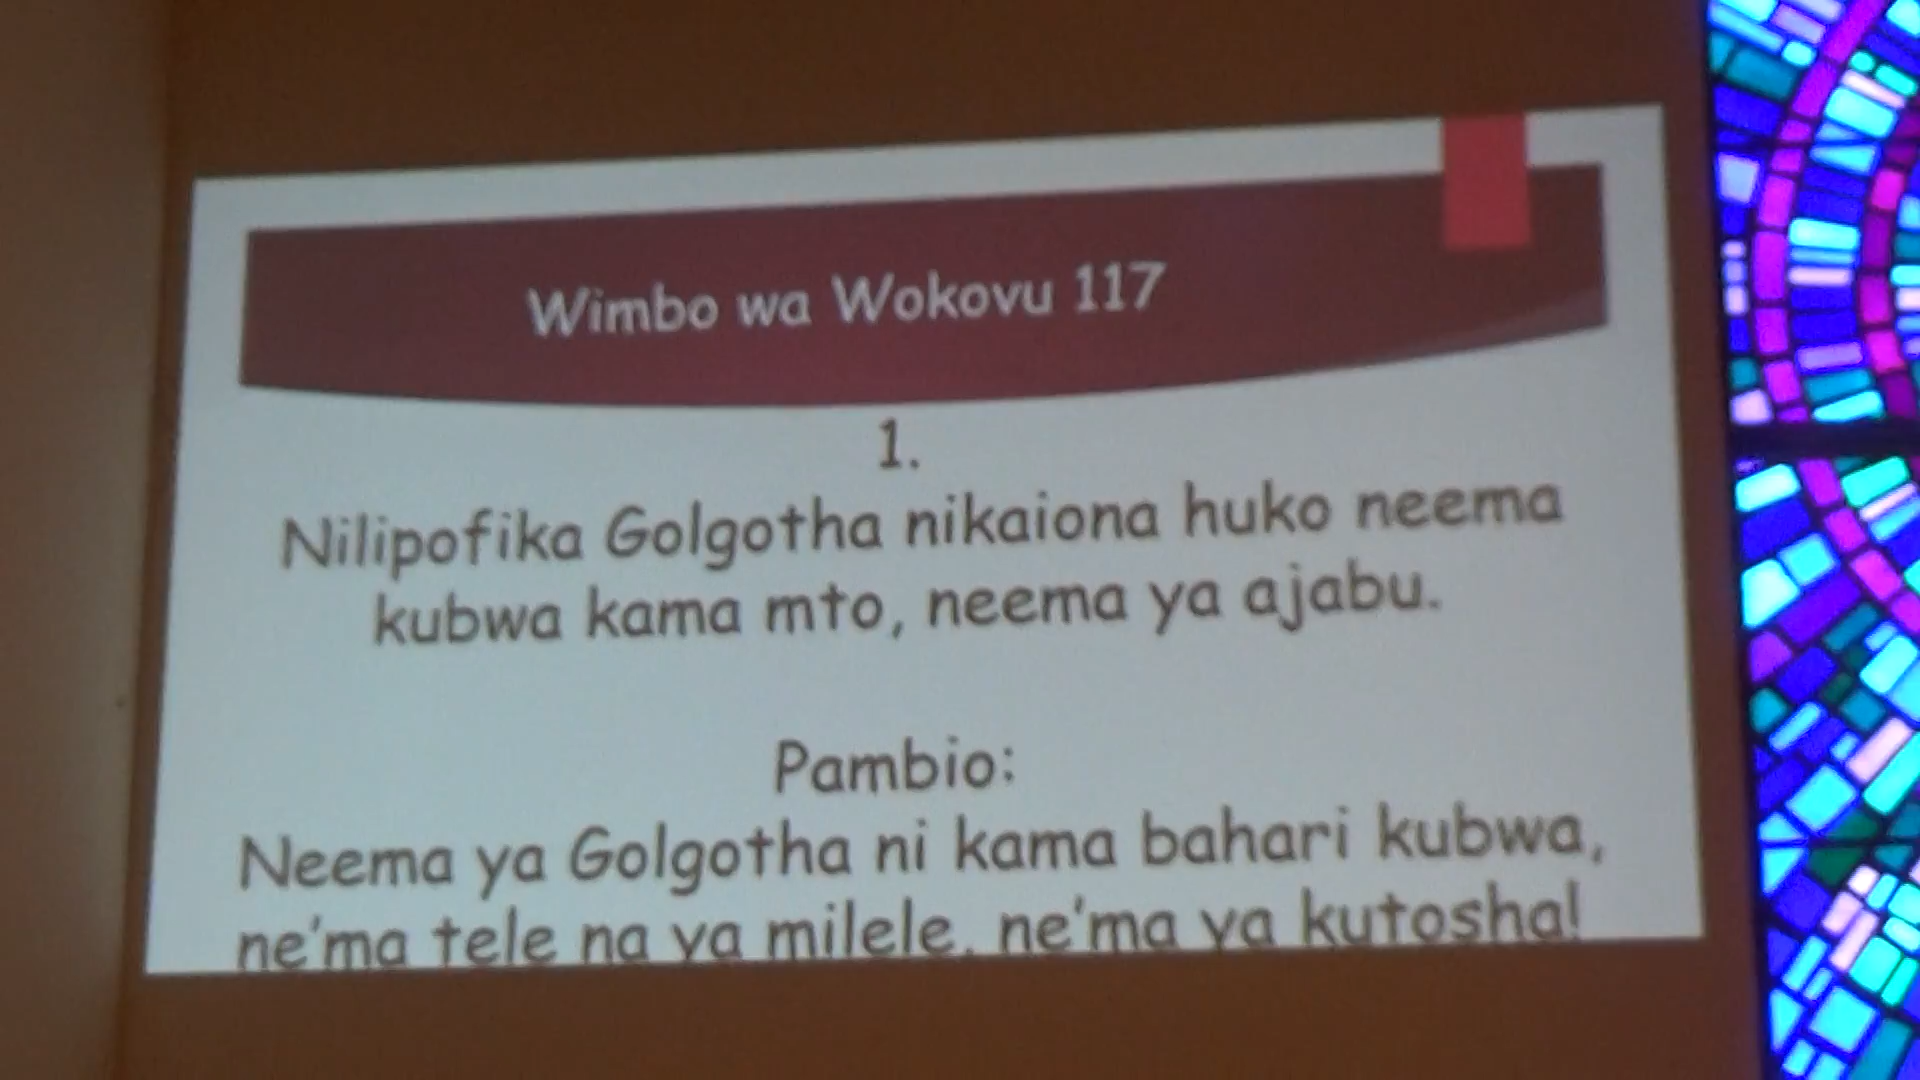 Wimbo wa Wokovu 117
1.
Nilipofika Golgotha nikaiona huko neema
kubwa kama mto, neema ya ajabu.
Pambio:
Neema ya Golgotha ni kama bahari kubwa,
ne'ma tele na ya milele, ne'ma ya kutosha!